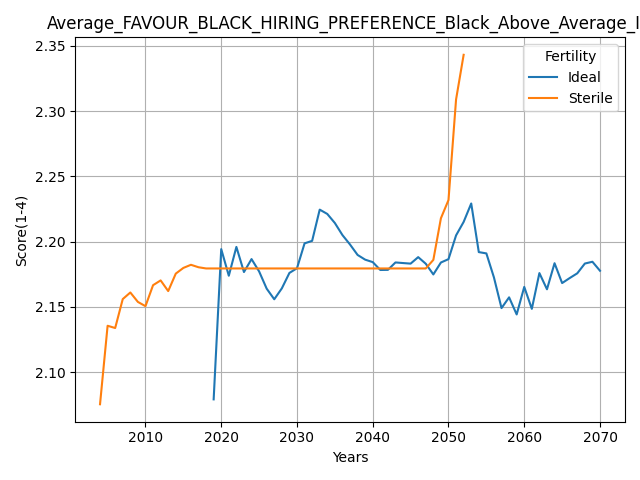 Average_FAVOUR_BLACK_HIRING_PREFERENCE_Black_Above_Average_I
Fertility
Ideal
Sterile
Score(1-4)
2.35
2.30
2.25
2.20
2.15
2.10
2010 2020 2030 2040 2050 2060 2070
Years